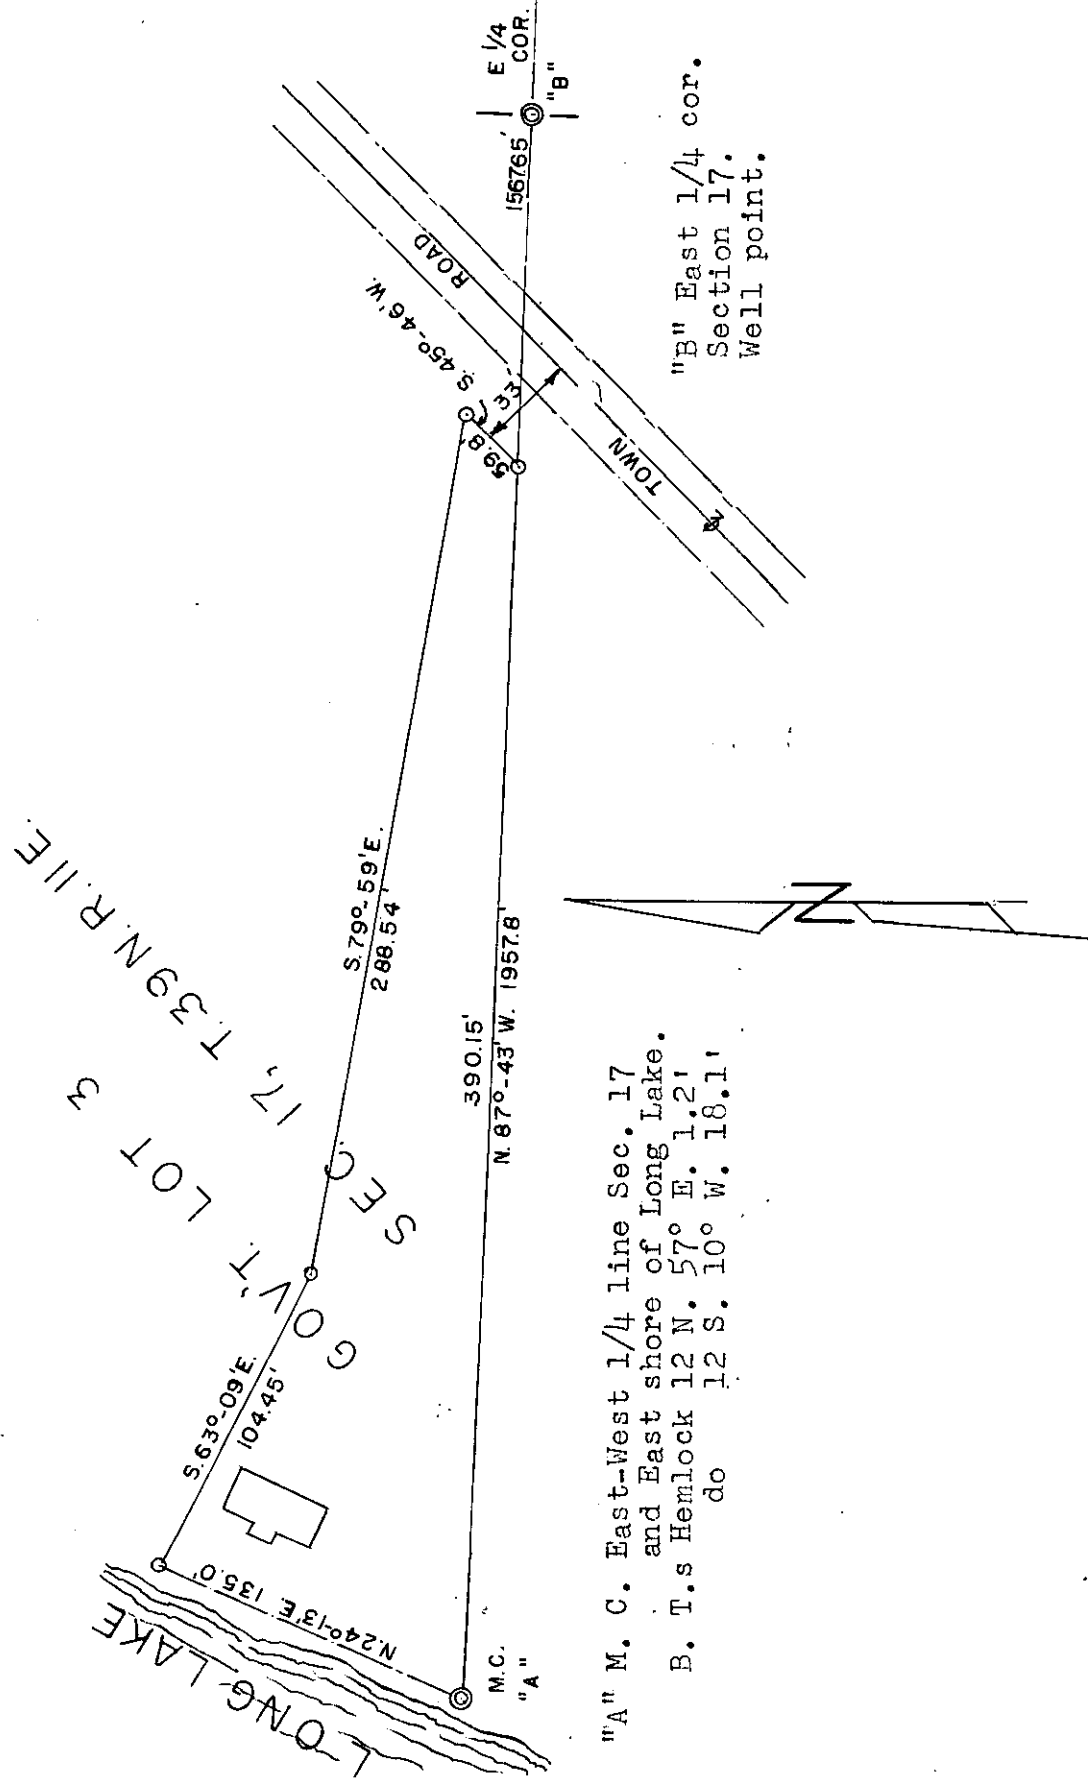 LONG LAKE
GOV'T. LOT 3
SEC. 17, T.39N. R.11E.
S.63°-09'E.
104.45'
N.24°-13'E. 135.0'
M.C.
"A"
S.79°-59'E.
288.54'
390.15'
N.87°-43'W. 1957.8'
S.45°-46'W.
59.8'
33'
TOWN ROAD
1567.65'
E 1/4
COR.
"B"
N
"A" M. C. East-West 1/4 line Sec. 17
and East shore of Long Lake.
B. T.s Hemlock 12 N. 57° E. 1.2'
do 12 S. 10° W. 18.1'
"B" East 1/4 cor.
Section 17.
Well point.